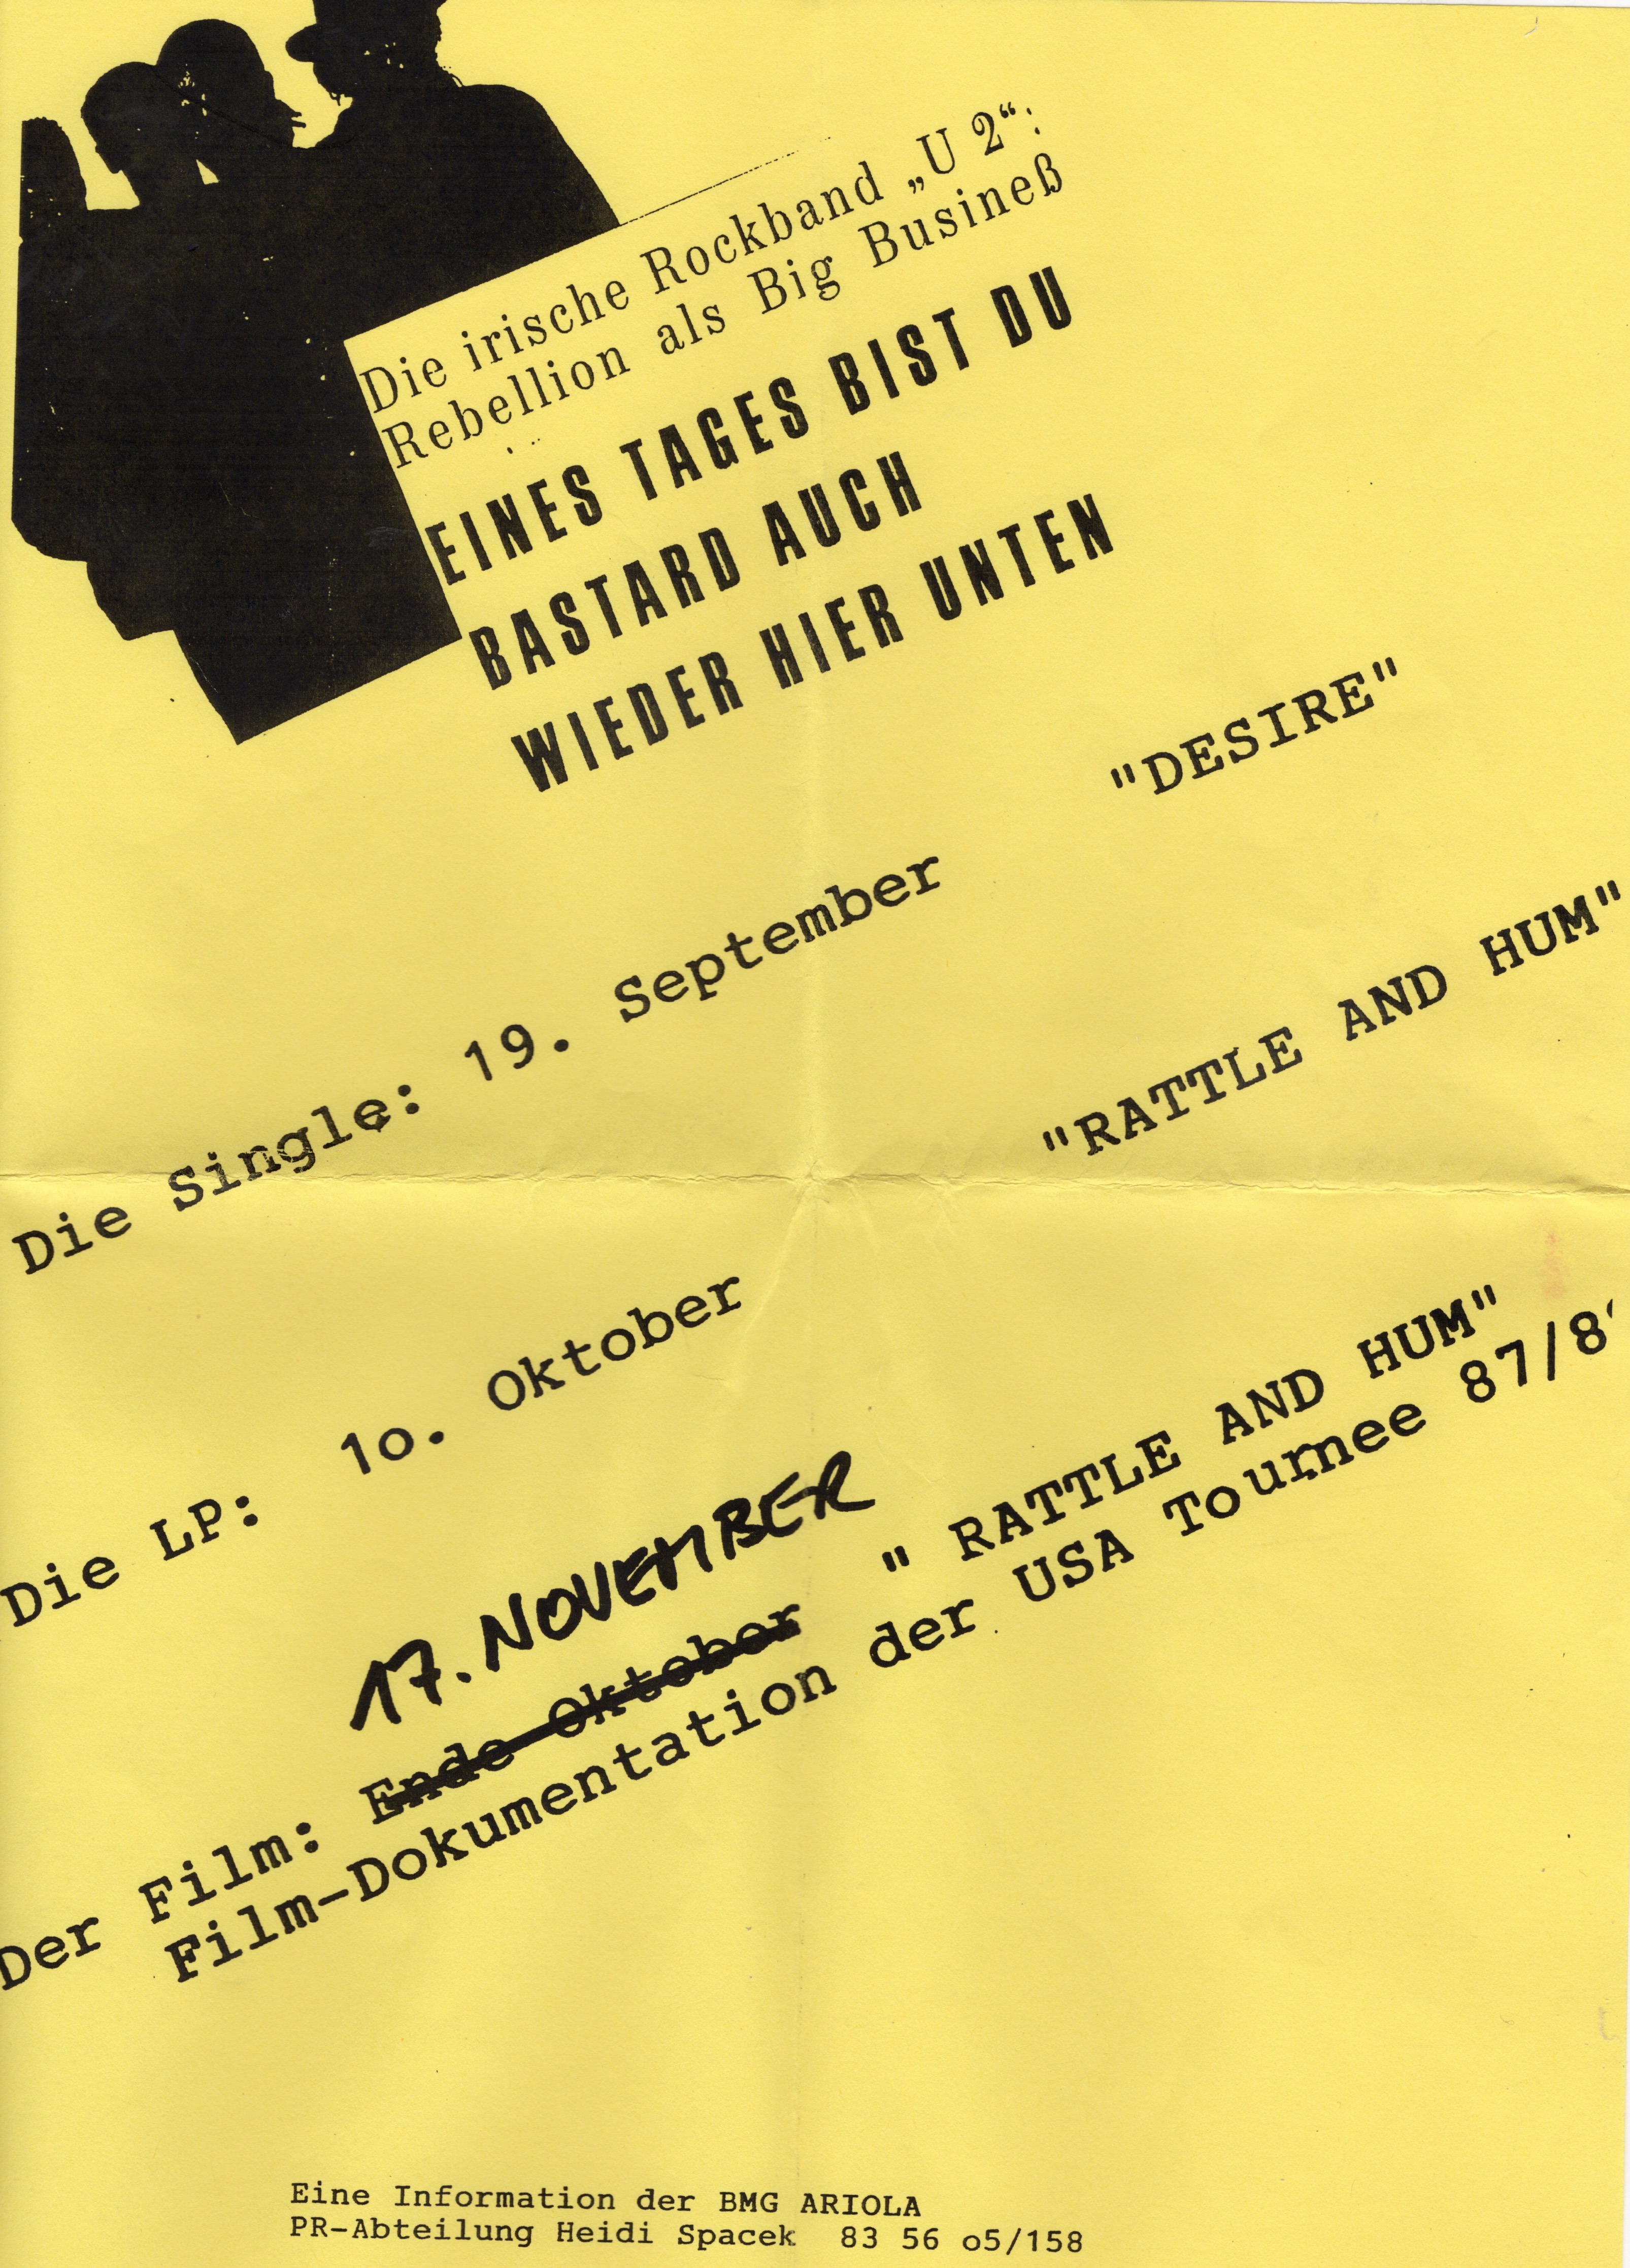 Die irische Rockband „U 2“:
Rebellion als Big Busineß
EINES TAGES BIST DU
BASTARD AUCH
WIEDER HIER UNTEN
"DESIRE"
Die Single: 19. September
"RATTLE AND HUM"
Die LP: 1o. Oktober
17. NOVEMBER
Der Film: Ende Oktober " RATTLE AND HUM"
Film-Dokumentation der USA Tournee 87/8
Eine Information der BMG ARIOLA
PR-Abteilung Heidi Spacek 83 56 o5/158